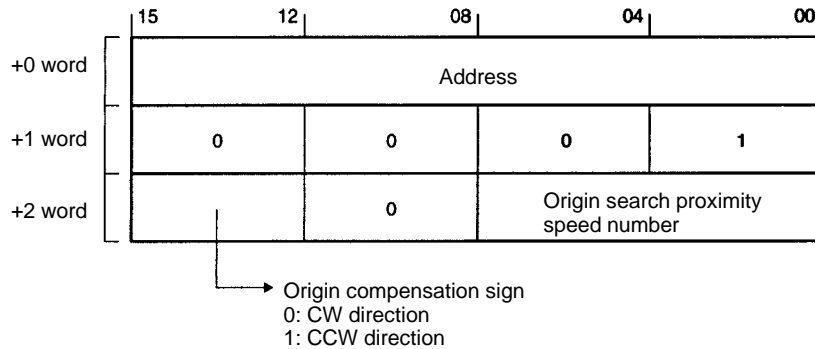 15 12 08 04 00
+0 word Address
+1 word 0 0 0 1
+2 word 0 Origin search proximity
speed number
Origin compensation sign
0: CW direction
1: CCW direction